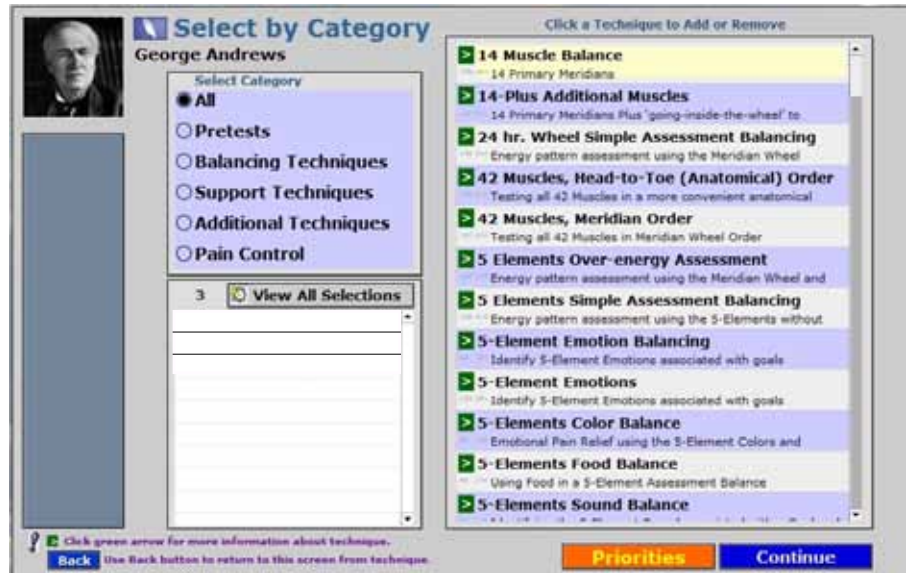 Select by Category
George Andrews
Select Category
All
Pretests
Balancing Techniques
Support Techniques
Additional Techniques
Pain Control
3 View All Selections
Click green arrow for more information about technique.
Back Use Back button to return to this screen from technique.
Click a Technique to Add or Remove
14 Muscle Balance
14 Primary Meridians
14-Plus Additional Muscles
14 Primary Meridians Plus 'going-inside-the-wheel' to
24 hr. Wheel Simple Assessment Balancing
Energy pattern assessment using the Meridian Wheel
42 Muscles, Head-to-Toe (Anatomical) Order
Testing all 42 Muscles in a more convenient anatomical
42 Muscles, Meridian Order
Testing all 42 Muscles in Meridian Wheel Order
5 Elements Over-energy Assessment
Energy pattern assessment using the Meridian Wheel and
5 Elements Simple Assessment Balancing
Energy pattern assessment using the 5-Elements without
5-Element Emotion Balancing
Identify 5-Element Emotions associated with goals
5-Element Emotions
Identify 5-Element Emotions associated with goals
5-Elements Color Balance
Emotional Pain Relief using the 5-Element Colors and
5-Elements Food Balance
Using Food in a 5-Element Assessment Balance
5-Elements Sound Balance
Priorities
Continue